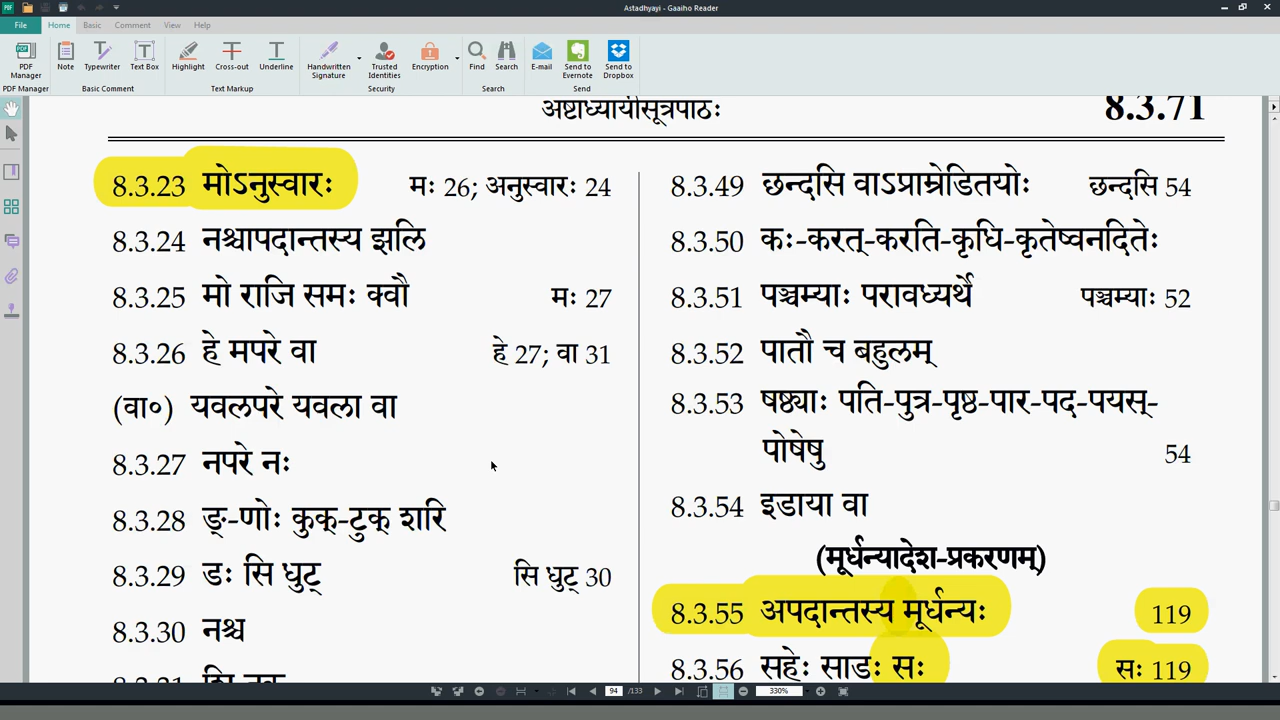 Astadhyayi - Gaaiho Reader
File Home Basic Comment View Help
PDF Manager Note Typewriter Text Box Highlight Cross-out Underline Handwritten Signature Trusted Identities Encryption Find Search E-mail Send to Evernote Send to Dropbox
PDF Manager Basic Comment Text Markup Security Search Send
अष्टाध्यायीसूत्रपाठः 8.3.71
8.3.23 मोऽनुस्वारः मः 26; अनुस्वारः 24
8.3.24 नश्चापदान्तस्य झलि
8.3.25 मो राजि समः क्वौ मः 27
8.3.26 हे मपरे वा हे 27; वा 31
(वा०) यवलपरे यवला वा
8.3.27 नपरे नः
8.3.28 ङ्-णोः कुक्-टुक् शरि
8.3.29 डः सि धुट् सि धुट् 30
8.3.30 नश्च
8.3.49 छन्दसि वाऽप्राम्रेडितयोः छन्दसि 54
8.3.50 कः-करत्-करति-कृधि-कृतेष्वनदितेः
8.3.51 पञ्चम्याः परावध्यर्थे पञ्चम्याः 52
8.3.52 पातौ च बहुलम्
8.3.53 षष्ठ्याः पति-पुत्र-पृष्ठ-पार-पद-पयस्-
पोषेषु 54
8.3.54 इडाया वा
(मूर्धन्यादेश-प्रकरणम्)
8.3.55 अपदान्तस्य मूर्धन्यः 119
8.3.56 सहेः साडः सः सः 119
94 /133 330%